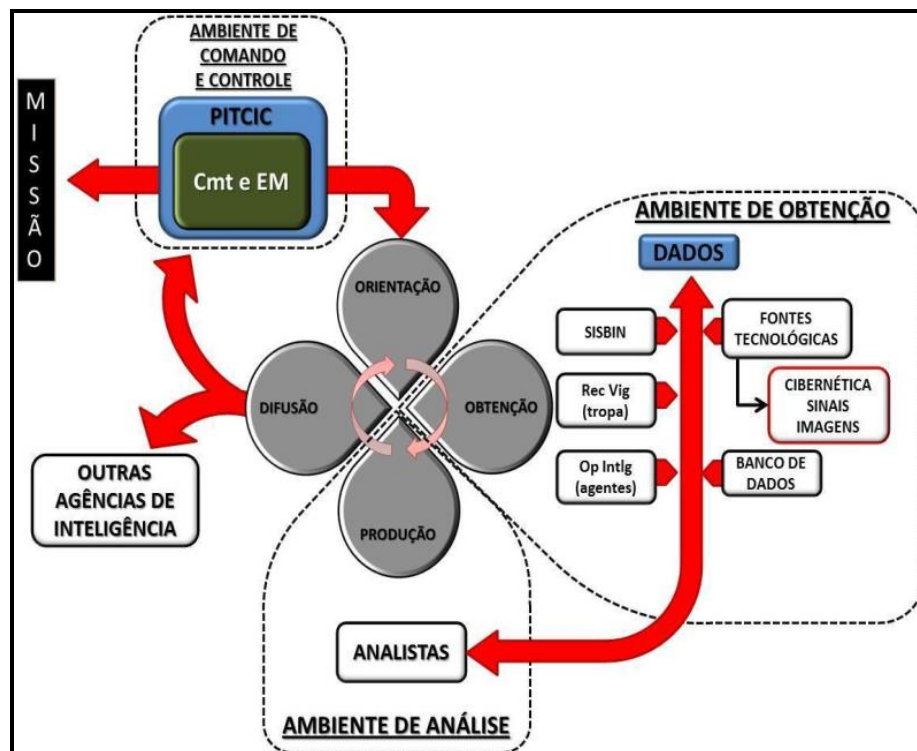 AMBIENTE DE
COMANDO
E CONTROLE
PITCIC
Cmt e EM
M
I
S
S
Ã
O
ORIENTAÇÃO
DIFUSÃO
OBTENÇÃO
PRODUÇÃO
OUTRAS
AGÊNCIAS DE
INTELIGÊNCIA
AMBIENTE DE OBTENÇÃO
DADOS
SISBIN
FONTES
TECNOLÓGICAS
Rec Vig
(tropa)
CIBERNÉTICA
SINAIS
IMAGENS
Op Intlg
(agentes)
BANCO DE
DADOS
ANALISTAS
AMBIENTE DE ANÁLISE